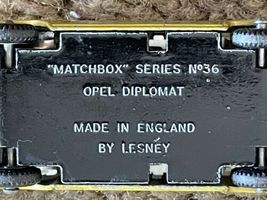 "MATCHBOX" SERIES Nº36
OPEL DIPLOMAT
MADE IN ENGLAND
BY LESNEY